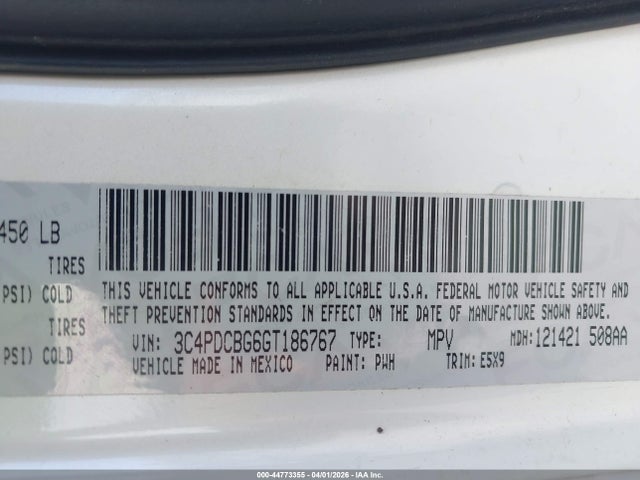 450 LB
TIRES
PSI) COLD
TIRES
PSI) COLD
THIS VEHICLE CONFORMS TO ALL APPLICABLE U.S.A. FEDERAL MOTOR VEHICLE SAFETY AND
THEFT PREVENTION STANDARDS IN EFFECT ON THE DATE OF MANUFACTURE SHOWN ABOVE.
VIN: 3C4PDCBG6GT186767 TYPE: MPV MDH: 121421 508AA
VEHICLE MADE IN MEXICO PAINT: PWH TRIM: E5X9
000-44773355 - 04/01/2026 - IAA Inc.